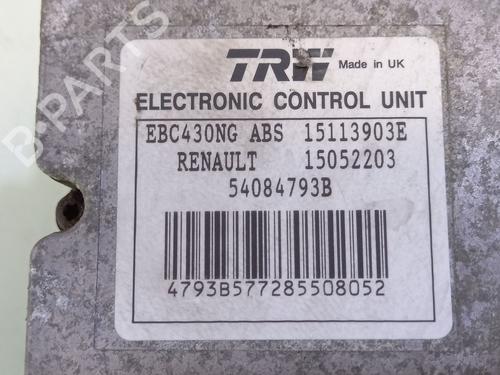 TRW Made in UK
ELECTRONIC CONTROL UNIT
EBC430NG ABS 15113903E
RENAULT 15052203
54084793B
4793B577285508052
B-PARTS